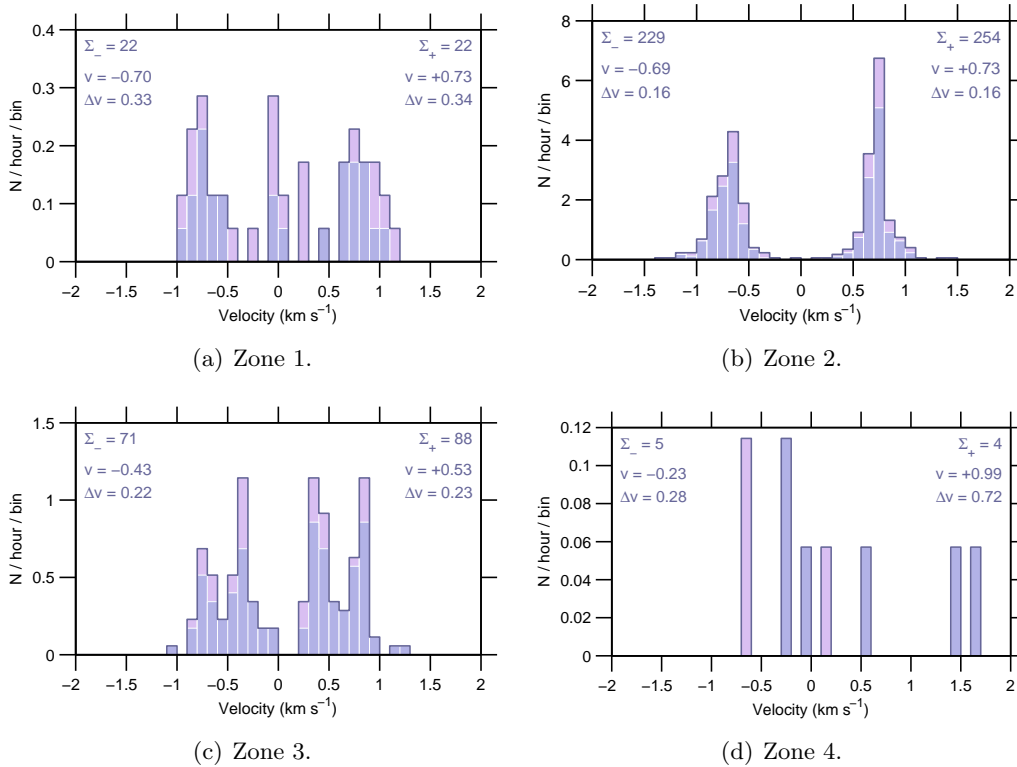 0.4
0.3
0.2
0.1
0
N / hour / bin
Σ₋ = 22
v = −0.70
Δv = 0.33
Σ₊ = 22
v = +0.73
Δv = 0.34
−2 −1.5 −1 −0.5 0 0.5 1 1.5 2
Velocity (km s⁻¹)
(a) Zone 1.
8
6
4
2
0
N / hour / bin
Σ₋ = 229
v = −0.69
Δv = 0.16
Σ₊ = 254
v = +0.73
Δv = 0.16
−2 −1.5 −1 −0.5 0 0.5 1 1.5 2
Velocity (km s⁻¹)
(b) Zone 2.
1.5
1
0.5
0
N / hour / bin
Σ₋ = 71
v = −0.43
Δv = 0.22
Σ₊ = 88
v = +0.53
Δv = 0.23
−2 −1.5 −1 −0.5 0 0.5 1 1.5 2
Velocity (km s⁻¹)
(c) Zone 3.
0.12
0.1
0.08
0.06
0.04
0.02
0
N / hour / bin
Σ₋ = 5
v = −0.23
Δv = 0.28
Σ₊ = 4
v = +0.99
Δv = 0.72
−2 −1.5 −1 −0.5 0 0.5 1 1.5 2
Velocity (km s⁻¹)
(d) Zone 4.